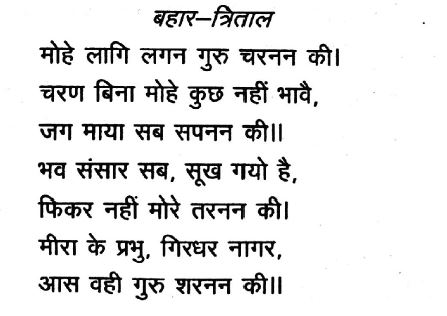 बहार–त्रिताल
मोहे लागि लगन गुरु चरनन की।
चरण बिना मोहे कुछ नहीं भावै,
जग माया सब सपनन की॥
भव संसार सब, सूख गयो है,
फिकर नहीं मोरे तरनन की।
मीरा के प्रभु, गिरधर नागर,
आस वही गुरु शरनन की॥